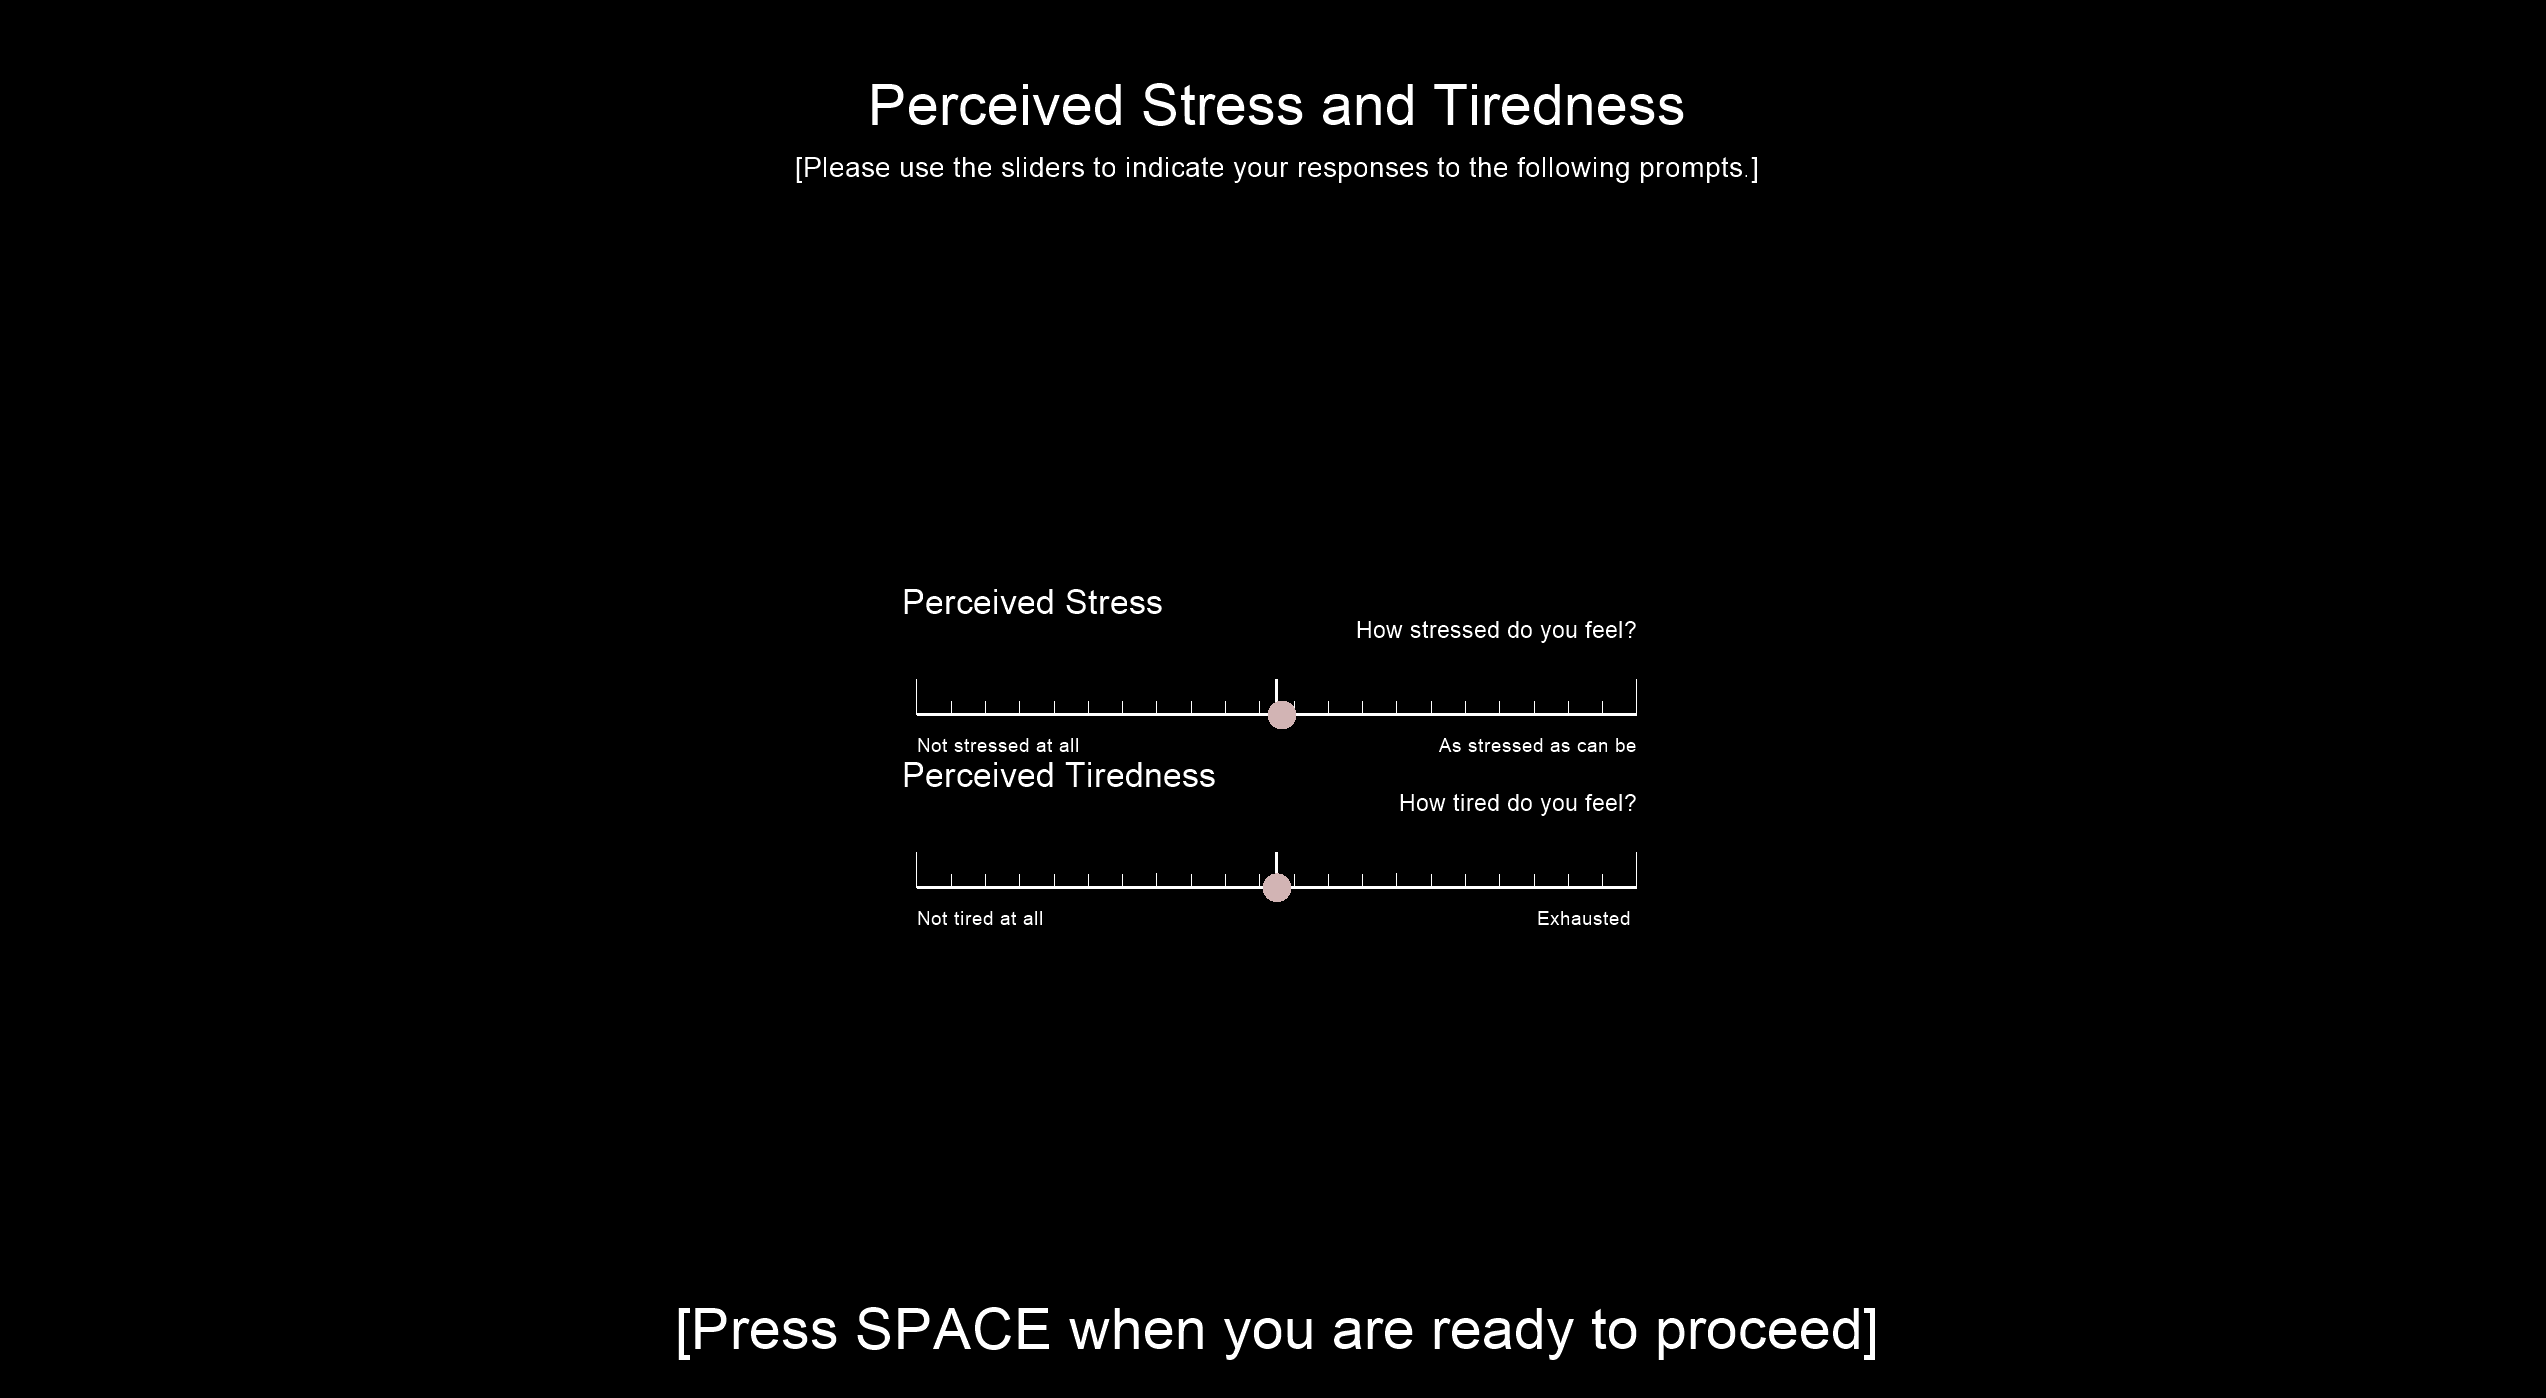 Perceived Stress and Tiredness
[Please use the sliders to indicate your responses to the following prompts.]
Perceived Stress
How stressed do you feel?
Not stressed at all
As stressed as can be
Perceived Tiredness
How tired do you feel?
Not tired at all
Exhausted
[Press SPACE when you are ready to proceed]